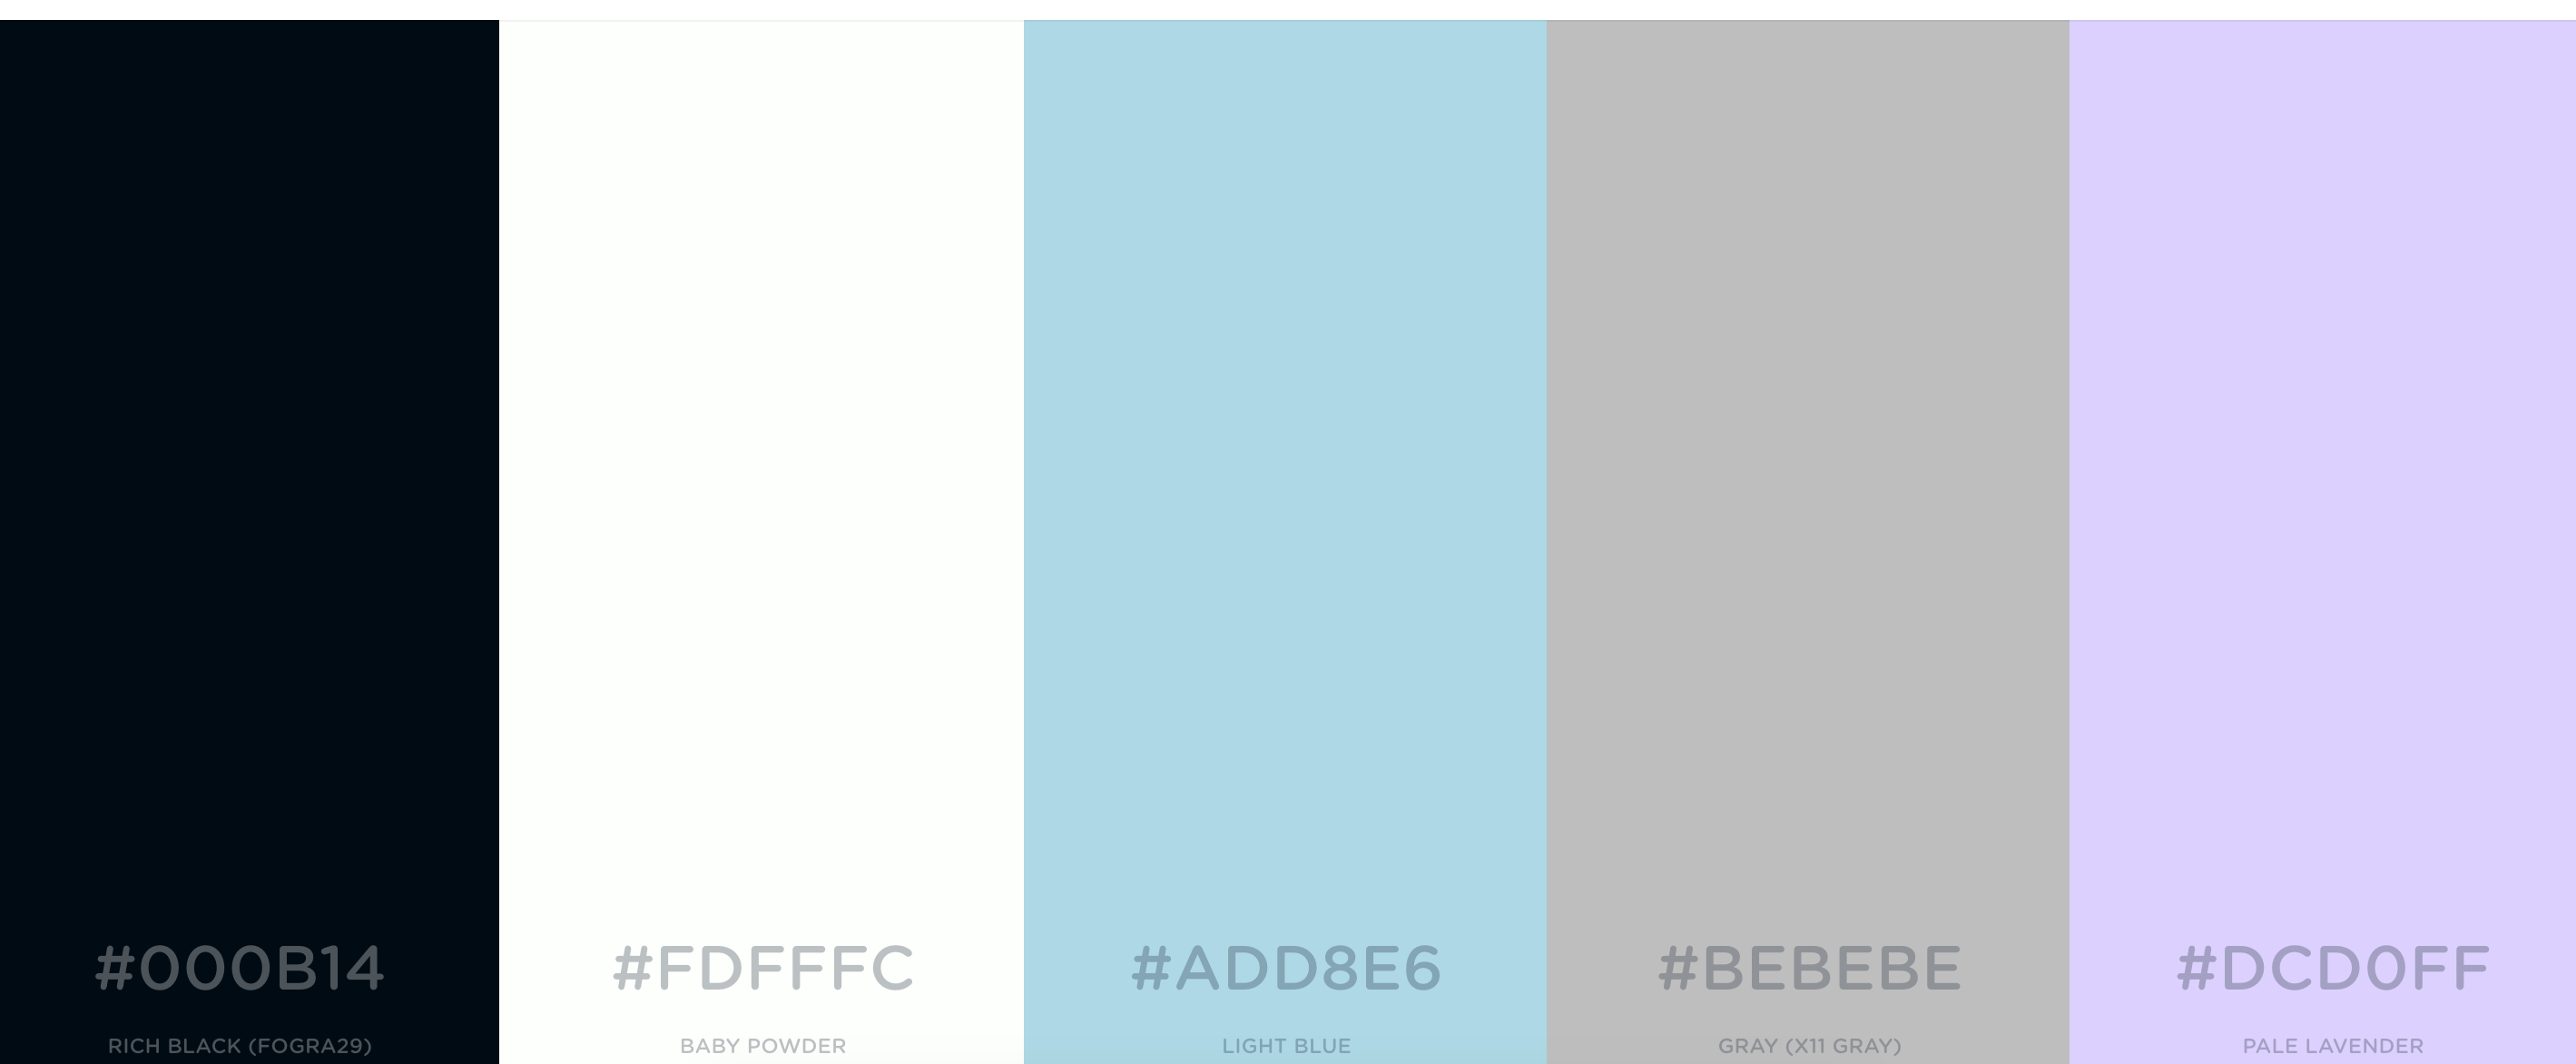 #000B14
#FDFFFC
#ADD8E6
#BEBEBE
#DCD0FF
RICH BLACK (FOGRA29)
BABY POWDER
LIGHT BLUE
GRAY (X11 GRAY)
PALE LAVENDER